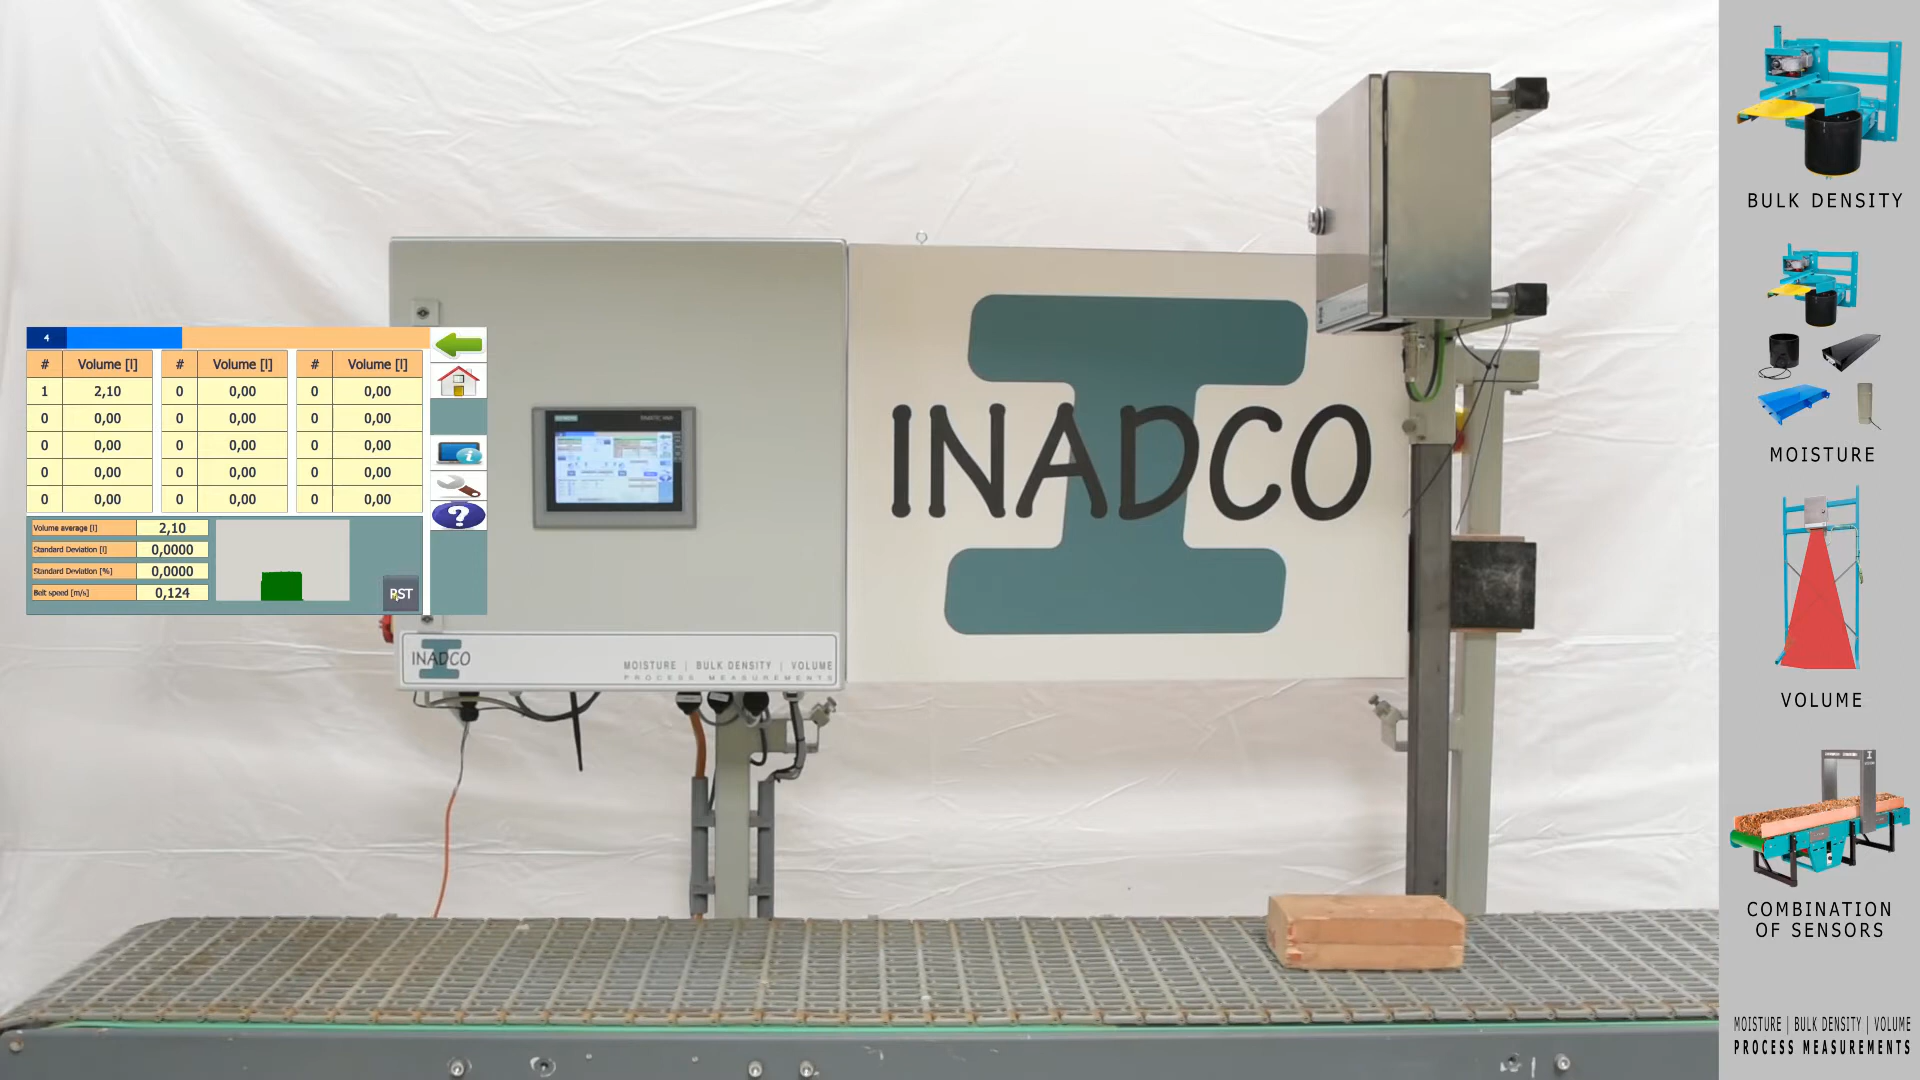 4
# Volume [l] # Volume [l] # Volume [l]
1 2,10 0 0,00 0 0,00
0 0,00 0 0,00 0 0,00
0 0,00 0 0,00 0 0,00
0 0,00 0 0,00 0 0,00
0 0,00 0 0,00 0 0,00
Volume average [l] 2,10
Standard Deviation [l] 0,0000
Standard Deviation [%] 0,0000
Belt speed [m/s] 0,124
RST
?
INADCO
INADCO
MOISTURE | BULK DENSITY | VOLUME
PROCESS MEASUREMENTS
BULK DENSITY
MOISTURE
VOLUME
COMBINATION
OF SENSORS
MOISTURE | BULK DENSITY | VOLUME
PROCESS MEASUREMENTS